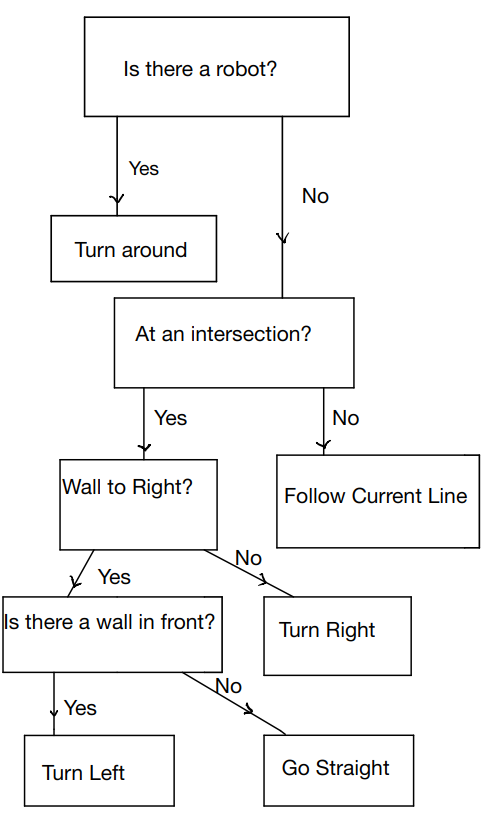 Is there a robot?
Yes
No
Turn around
At an intersection?
Yes
No
Wall to Right?
Follow Current Line
No
Yes
Is there a wall in front?
Turn Right
No
Yes
Turn Left
Go Straight